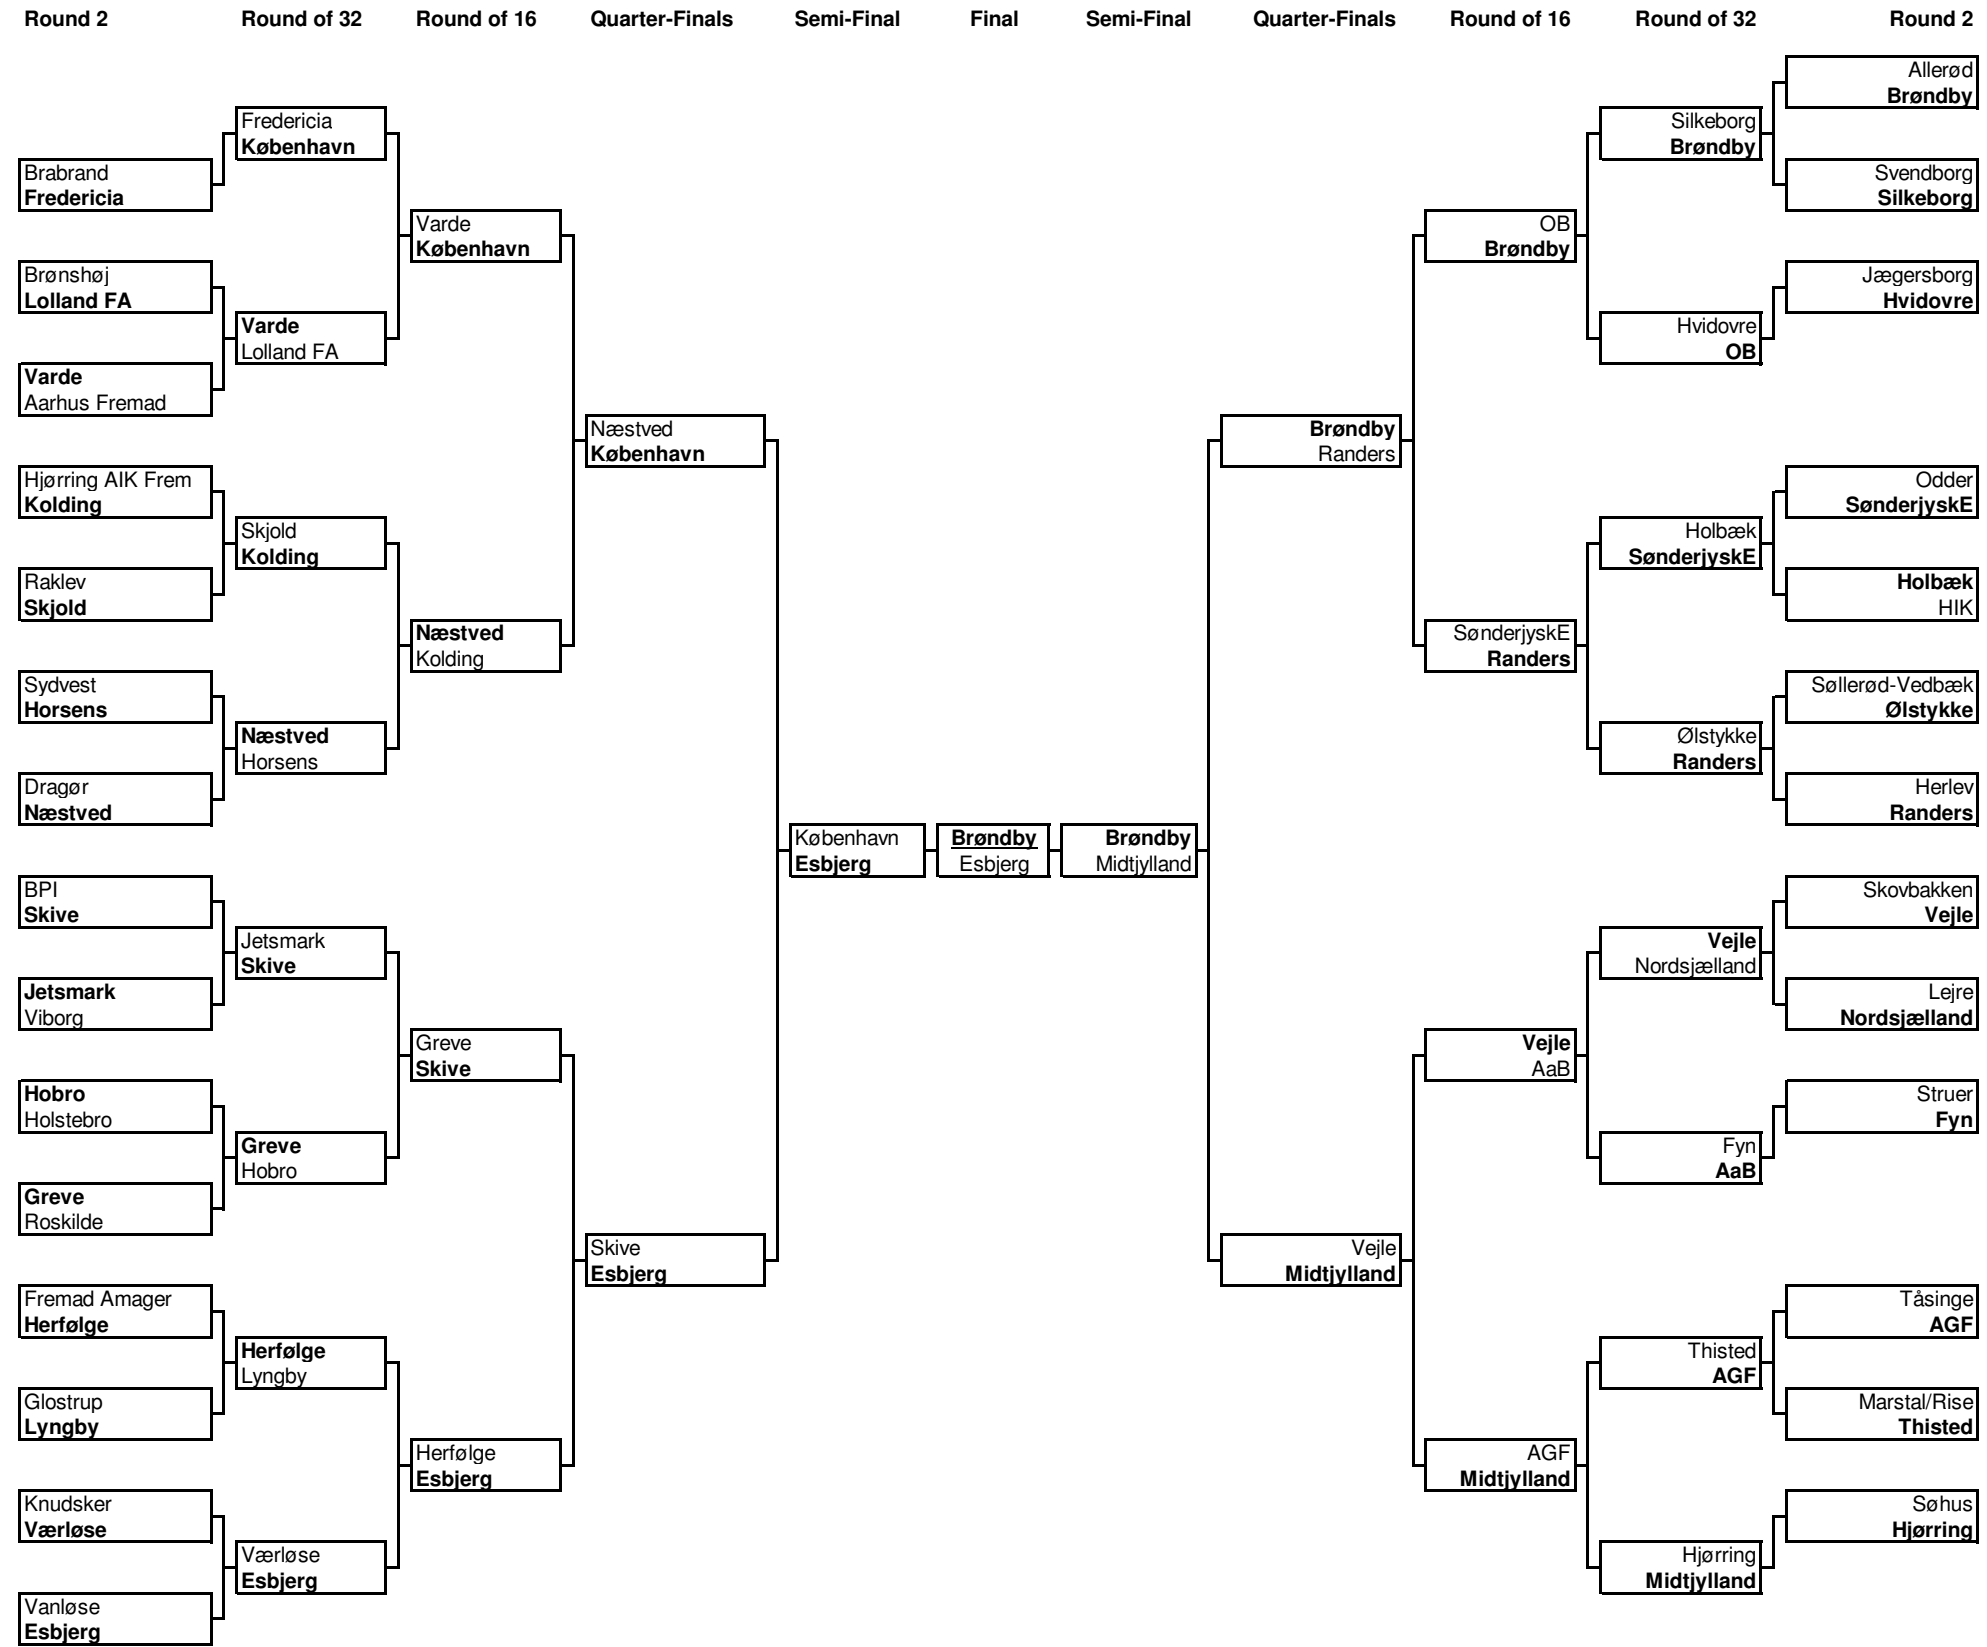 Round 2 Round of 32 Round of 16 Quarter-Finals Semi-Final Final Semi-Final Quarter-Finals Round of 16 Round of 32 Round 2
Brabrand
Fredericia
Brønshøj
Lolland FA
Varde
Aarhus Fremad
Hjørring AIK Frem
Kolding
Raklev
Skjold
Sydvest
Horsens
Dragør
Næstved
BPI
Skive
Jetsmark
Viborg
Hobro
Holstebro
Greve
Roskilde
Fremad Amager
Herfølge
Glostrup
Lyngby
Knudsker
Værløse
Vanløse
Esbjerg
Fredericia
København
Varde
Lolland FA
Skjold
Kolding
Næstved
Horsens
Jetsmark
Skive
Greve
Hobro
Herfølge
Lyngby
Værløse
Esbjerg
Varde
København
Næstved
Kolding
Greve
Skive
Herfølge
Esbjerg
Næstved
København
Skive
Esbjerg
København
Esbjerg
Brøndby
Esbjerg
Brøndby
Midtjylland
Brøndby
Randers
Vejle
Midtjylland
OB
Brøndby
SønderjyskE
Randers
Vejle
AaB
AGF
Midtjylland
Silkeborg
Brøndby
Hvidovre
OB
Holbæk
SønderjyskE
Ølstykke
Randers
Vejle
Nordsjælland
Fyn
AaB
Thisted
AGF
Hjørring
Midtjylland
Allerød
Brøndby
Svendborg
Silkeborg
Jægersborg
Hvidovre
Odder
SønderjyskE
Holbæk
HIK
Søllerød-Vedbæk
Ølstykke
Herlev
Randers
Skovbakken
Vejle
Lejre
Nordsjælland
Struer
Fyn
Tåsinge
AGF
Marstal/Rise
Thisted
Søhus
Hjørring